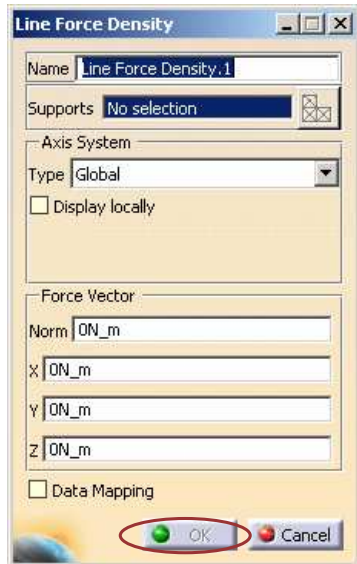 Line Force Density
Name Line Force Density.1
Supports No selection
Axis System
Type Global
Display locally
Force Vector
Norm 0N_m
X 0N_m
Y 0N_m
Z 0N_m
Data Mapping
OK Cancel